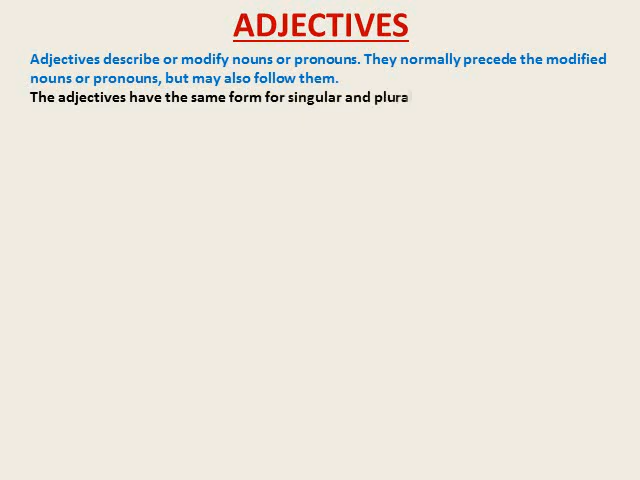 ADJECTIVES
Adjectives describe or modify nouns or pronouns. They normally precede the modified
nouns or pronouns, but may also follow them.
The adjectives have the same form for singular and plural